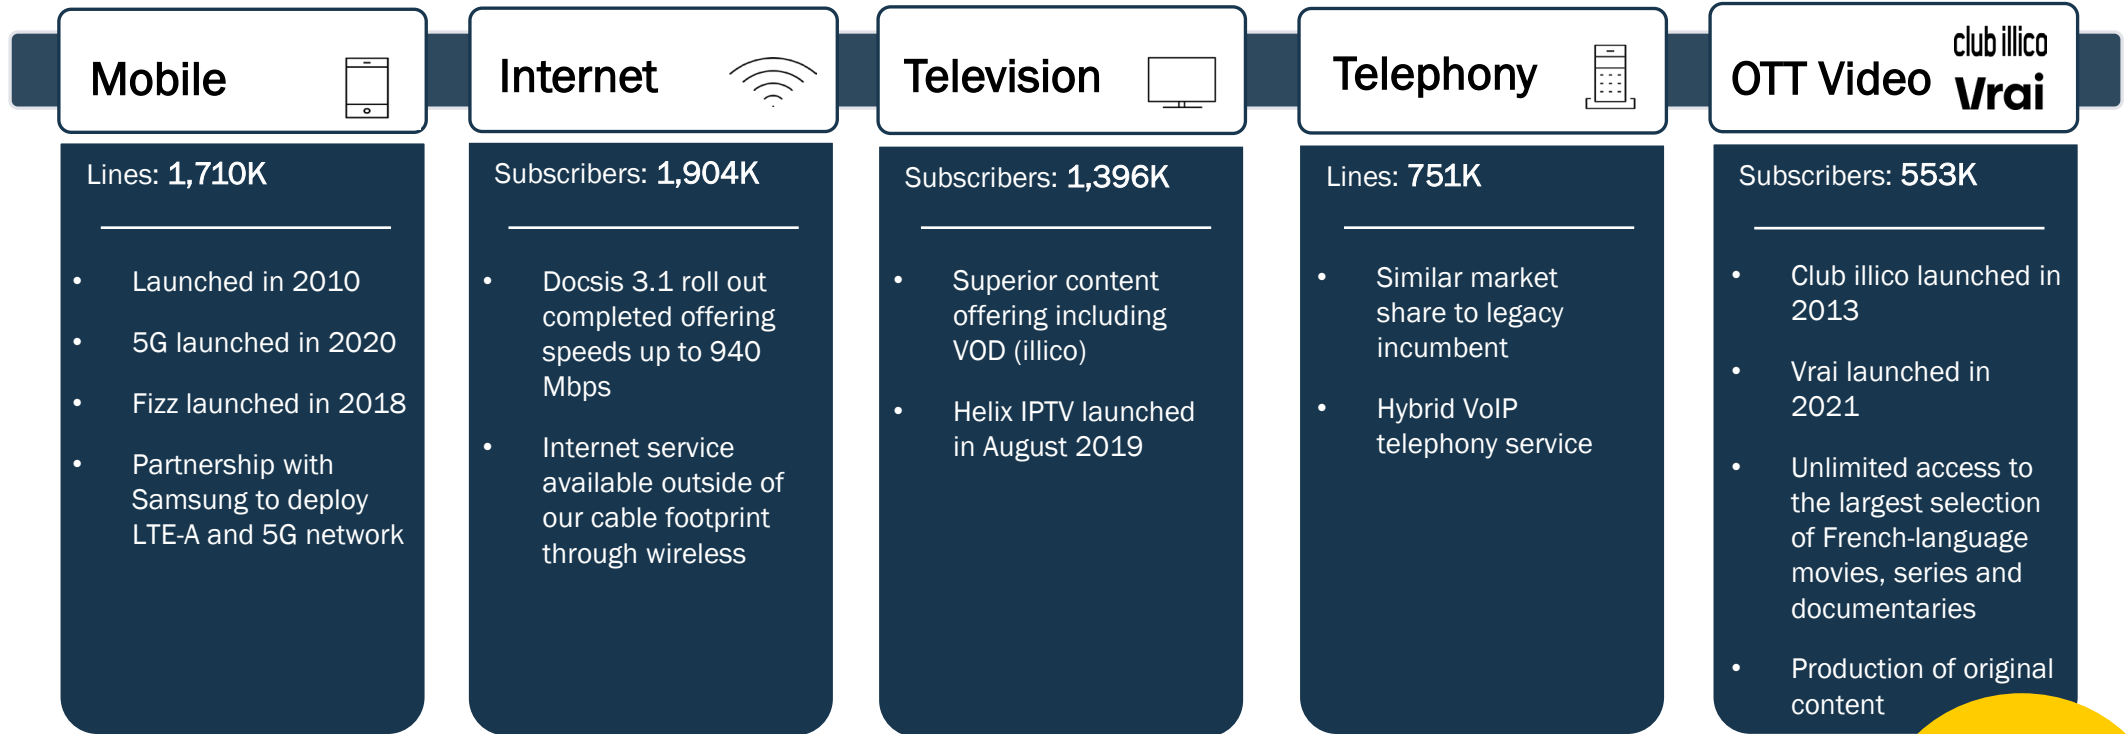 Mobile
Lines: 1,710K
• Launched in 2010
• 5G launched in 2020
• Fizz launched in 2018
• Partnership with
Samsung to deploy
LTE-A and 5G network
Internet
Subscribers: 1,904K
• Docsis 3.1 roll out
completed offering
speeds up to 940
Mbps
• Internet service
available outside of
our cable footprint
through wireless
Television
Subscribers: 1,396K
• Superior content
offering including
VOD (illico)
• Helix IPTV launched
in August 2019
Telephony
Lines: 751K
• Similar market
share to legacy
incumbent
• Hybrid VoIP
telephony service
OTT Video
club illico
Vrai
Subscribers: 553K
• Club illico launched in
2013
• Vrai launched in
2021
• Unlimited access to
the largest selection
of French-language
movies, series and
documentaries
• Production of original
content